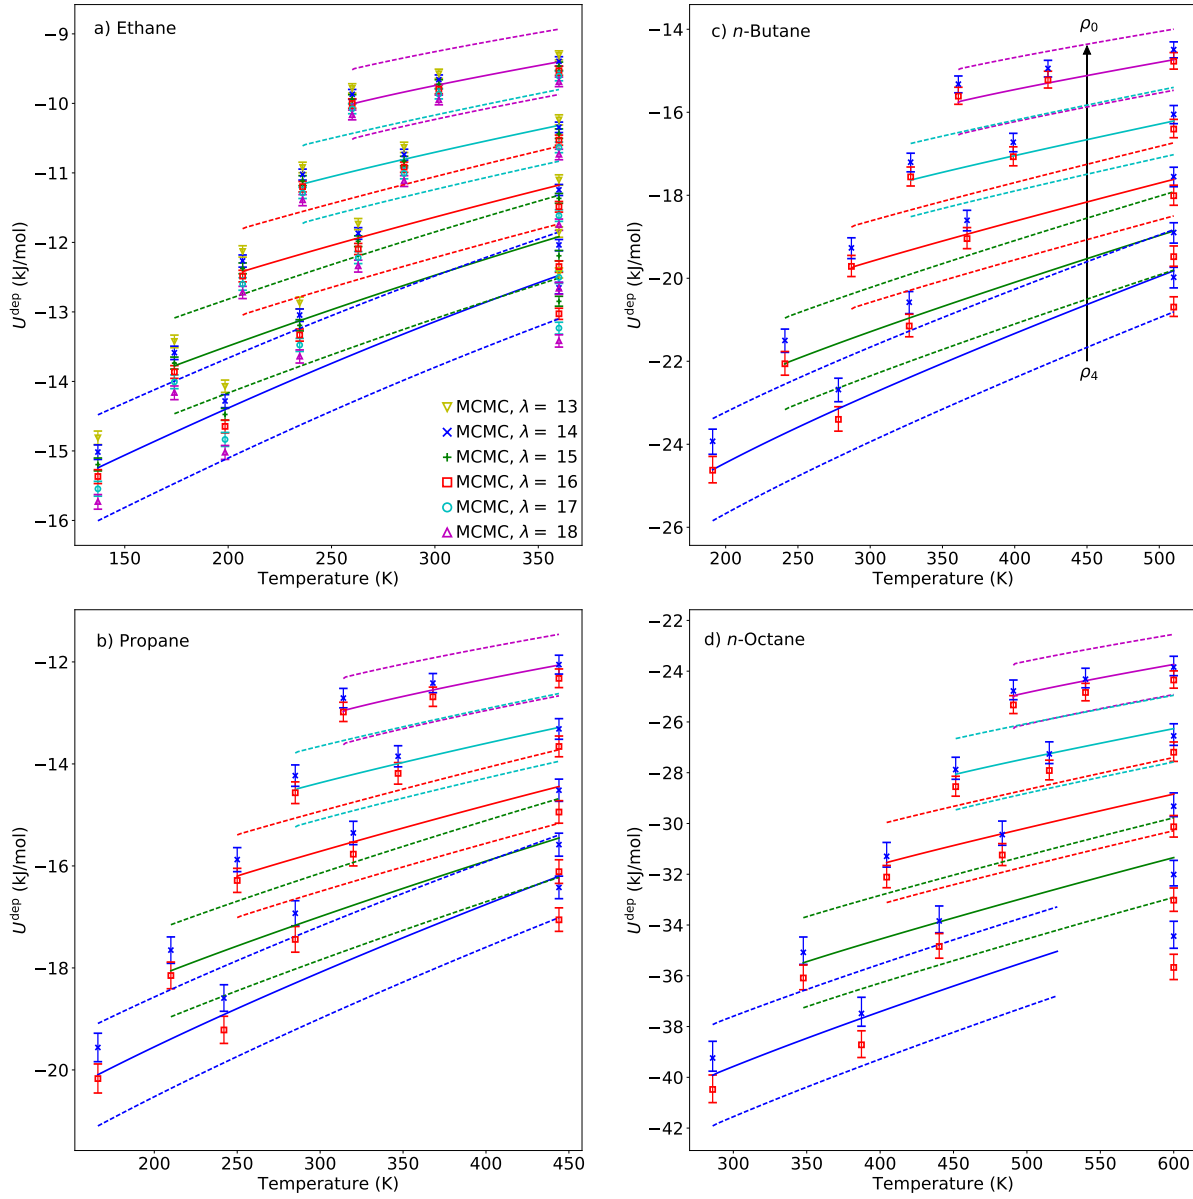 a) Ethane
U^dep (kJ/mol)
−9
−10
−11
−12
−13
−14
−15
−16
MCMC, λ = 13
MCMC, λ = 14
MCMC, λ = 15
MCMC, λ = 16
MCMC, λ = 17
MCMC, λ = 18
150 200 250 300 350
Temperature (K)
c) n-Butane
U^dep (kJ/mol)
−14
−16
−18
−20
−22
−24
−26
ρ₀
ρ₄
200 250 300 350 400 450 500
Temperature (K)
b) Propane
U^dep (kJ/mol)
−12
−14
−16
−18
−20
200 250 300 350 400 450
Temperature (K)
d) n-Octane
U^dep (kJ/mol)
−22
−24
−26
−28
−30
−32
−34
−36
−38
−40
−42
300 350 400 450 500 550 600
Temperature (K)